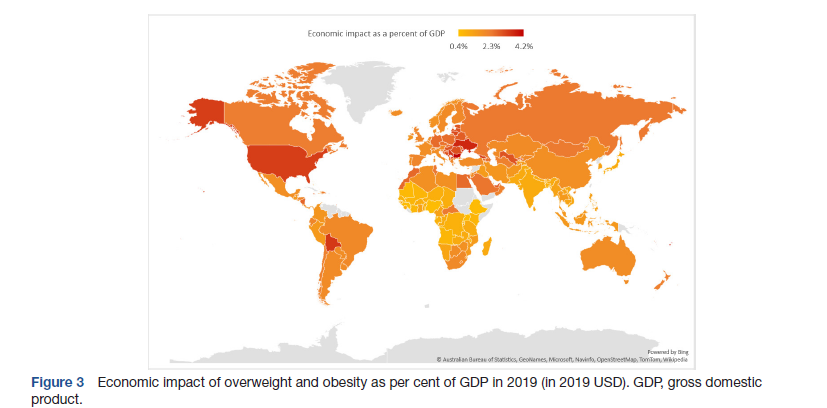 Economic impact as a percent of GDP
0.4% 2.3% 4.2%
Powered by Bing
© Australian Bureau of Statistics, GeoNames, Microsoft, Navinfo, OpenStreetMap, TomTom, Wikipedia
Figure 3 Economic impact of overweight and obesity as per cent of GDP in 2019 (in 2019 USD). GDP, gross domestic
product.